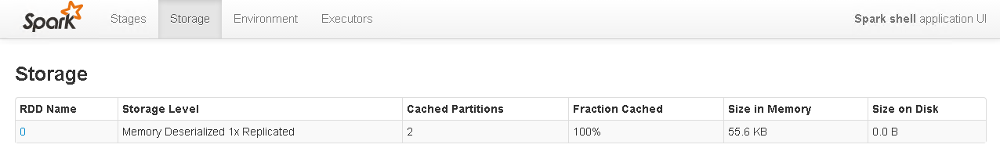 Spark Stages Storage Environment Executors Spark shell application UI
Storage
RDD Name Storage Level Cached Partitions Fraction Cached Size in Memory Size on Disk
0 Memory Deserialized 1x Replicated 2 100% 55.6 KB 0.0 B